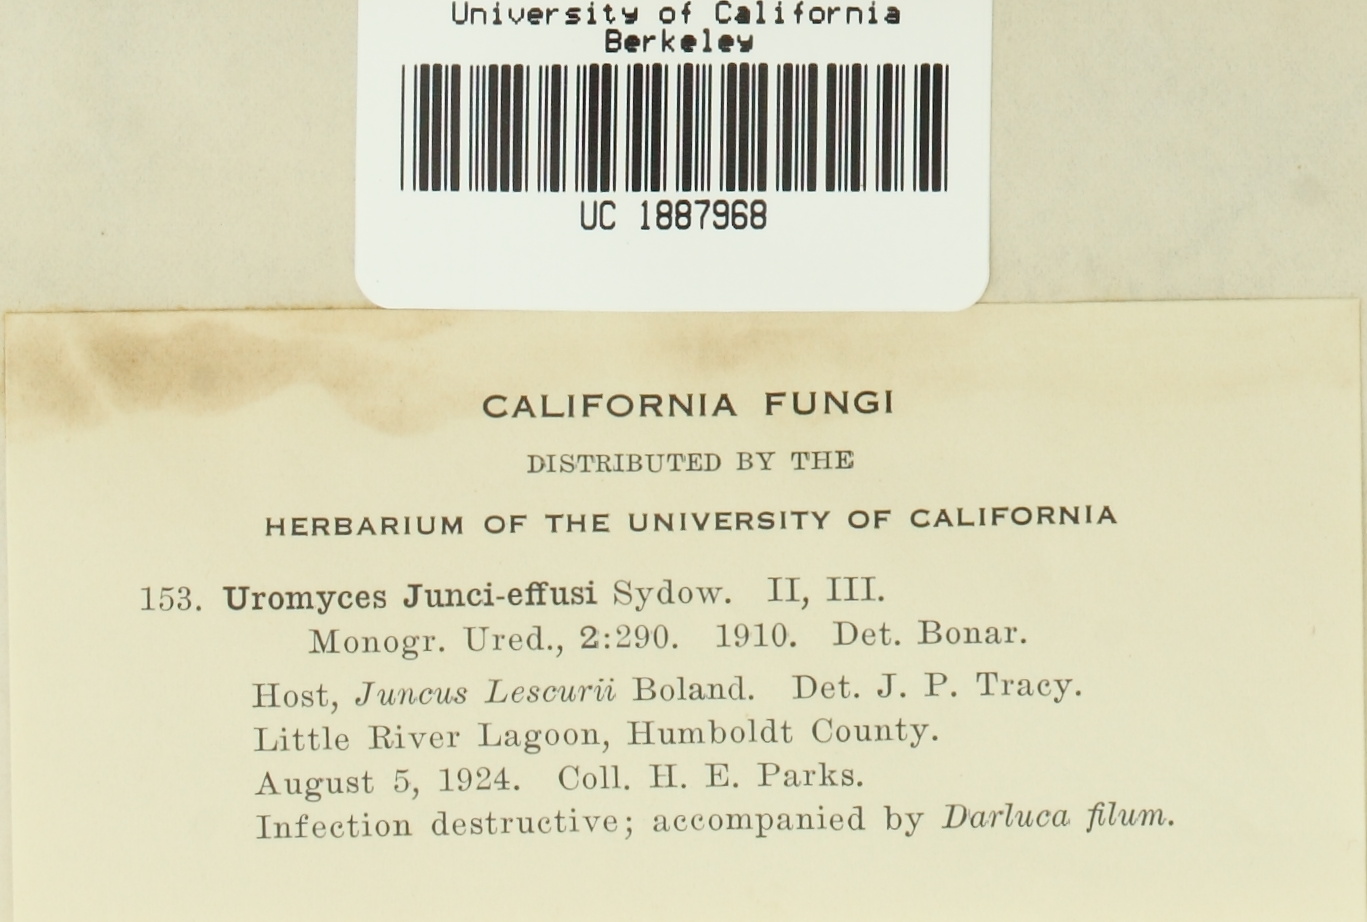 University of California
Berkeley
UC 1887968
CALIFORNIA FUNGI
DISTRIBUTED BY THE
HERBARIUM OF THE UNIVERSITY OF CALIFORNIA
153. Uromyces Junci-effusi Sydow. II, III.
Monogr. Ured., 2:290. 1910. Det. Bonar.
Host, Juncus Lescurii Boland. Det. J. P. Tracy.
Little River Lagoon, Humboldt County.
August 5, 1924. Coll. H. E. Parks.
Infection destructive; accompanied by Darluca filum.